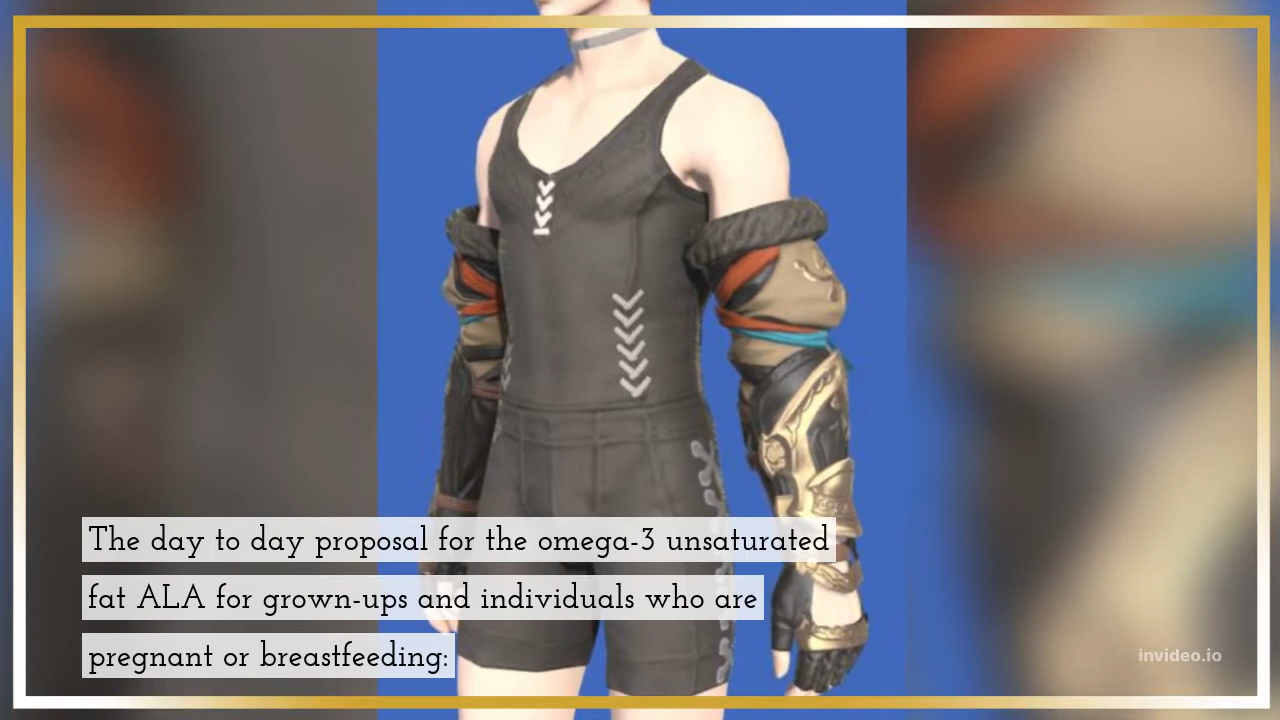 The day to day proposal for the omega-3 unsaturated
fat ALA for grown-ups and individuals who are
pregnant or breastfeeding:
invideo.io